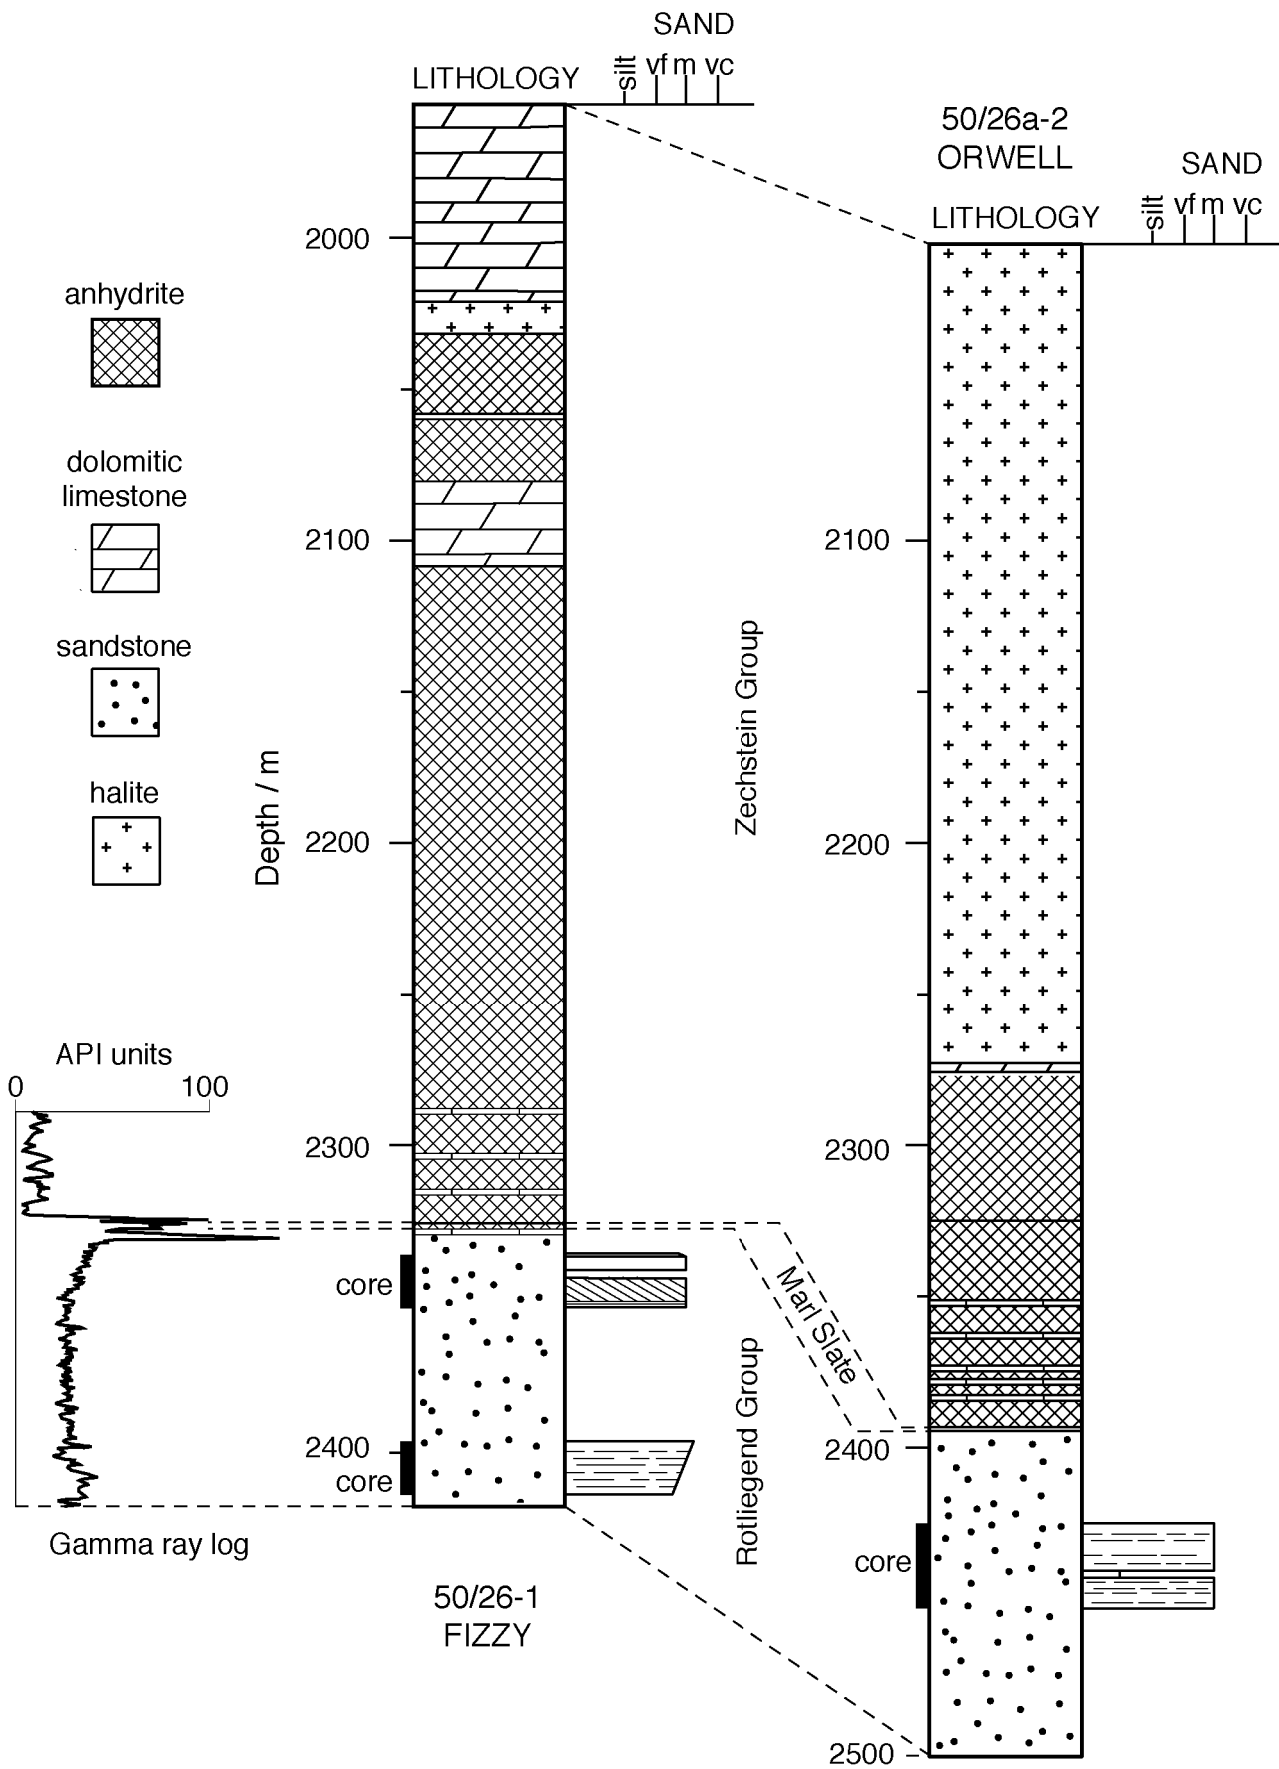 SAND
silt vf m vc
LITHOLOGY
50/26a-2
ORWELL
SAND
silt vf m vc
LITHOLOGY
anhydrite
dolomitic
limestone
sandstone
halite
Depth / m
2000
2100
2200
2300
2400
core
core
API units
0 100
Gamma ray log
50/26-1
FIZZY
Zechstein Group
Marl Slate
Rotliegend Group
2100
2200
2300
2400
2500
core